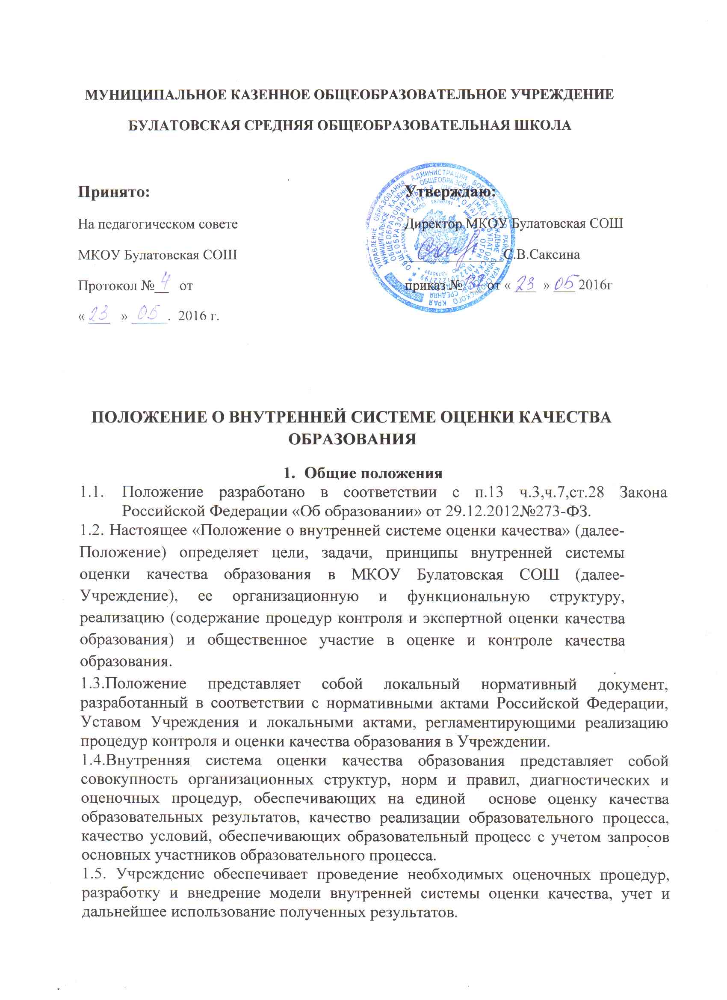 МУНИЦИПАЛЬНОЕ КАЗЕННОЕ ОБЩЕОБРАЗОВАТЕЛЬНОЕ УЧРЕЖДЕНИЕ
БУЛАТОВСКАЯ СРЕДНЯЯ ОБЩЕОБРАЗОВАТЕЛЬНАЯ ШКОЛА
Принято:
На педагогическом совете
МКОУ Булатовская СОШ
Протокол № 4 от
« 23 » 05. 2016 г.
Утверждаю:
Директор МКОУ Булатовская СОШ
С.В.Саксина
приказ № от « 23 » 05 2016г
ПОЛОЖЕНИЕ О ВНУТРЕННЕЙ СИСТЕМЕ ОЦЕНКИ КАЧЕСТВА
ОБРАЗОВАНИЯ
1. Общие положения
1.1. Положение разработано в соответствии с п.13 ч.3,ч.7,ст.28 Закона
Российской Федерации «Об образовании» от 29.12.2012№273-ФЗ.
1.2. Настоящее «Положение о внутренней системе оценки качества» (далее-
Положение) определяет цели, задачи, принципы внутренней системы
оценки качества образования в МКОУ Булатовская СОШ (далее-
Учреждение), ее организационную и функциональную структуру,
реализацию (содержание процедур контроля и экспертной оценки качества
образования) и общественное участие в оценке и контроле качества
образования.
1.3.Положение представляет собой локальный нормативный документ,
разработанный в соответствии с нормативными актами Российской Федерации,
Уставом Учреждения и локальными актами, регламентирующими реализацию
процедур контроля и оценки качества образования в Учреждении.
1.4.Внутренняя система оценки качества образования представляет собой
совокупность организационных структур, норм и правил, диагностических и
оценочных процедур, обеспечивающих на единой основе оценку качества
образовательных результатов, качество реализации образовательного процесса,
качество условий, обеспечивающих образовательный процесс с учетом запросов
основных участников образовательного процесса.
1.5. Учреждение обеспечивает проведение необходимых оценочных процедур,
разработку и внедрение модели внутренней системы оценки качества, учет и
дальнейшее использование полученных результатов.